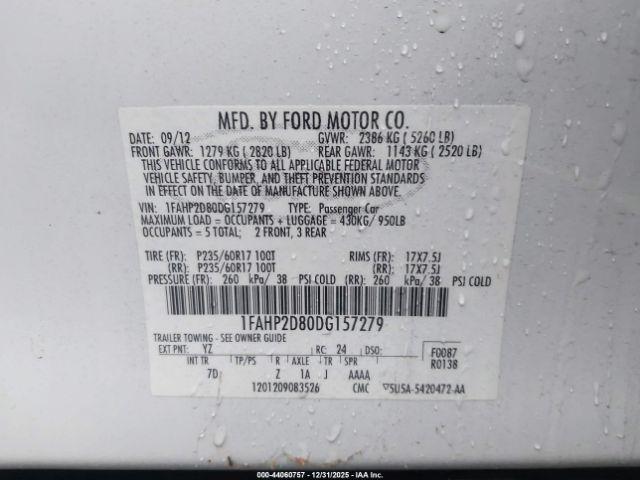 MFD. BY FORD MOTOR CO.
DATE: 09/12 GVWR: 2386 KG ( 5260 LB)
FRONT GAWR: 1279 KG ( 2820 LB) REAR GAWR: 1143 KG ( 2520 LB)
THIS VEHICLE CONFORMS TO ALL APPLICABLE FEDERAL MOTOR
VEHICLE SAFETY, BUMPER, AND THEFT PREVENTION STANDARDS
IN EFFECT ON THE DATE OF MANUFACTURE SHOWN ABOVE.
VIN: 1FAHP2D80DG157279 TYPE: Passenger Car
MAXIMUM LOAD = OCCUPANTS + LUGGAGE = 430KG/ 950LB
OCCUPANTS = 5 TOTAL; 2 FRONT, 3 REAR
TIRE (FR): P235/60R17 100T RIMS (FR): 17X7.5J
(RR): P235/60R17 100T (RR): 17X7.5J
PRESSURE (FR): 260 kPa/ 38 PSI COLD (RR): 260 kPa/ 38 PSI COLD
1FAHP2D80DG157279
TRAILER TOWING - SEE OWNER GUIDE
EXT PNT: YZ RC: 24 DSO: F0087
INT TR TP/PS R AXLE TR SPR R0138
7D Z 1A J AAAA
1201209083526 CMC ▽5U5A-5420472-AA
000-44060757 - 12/31/2025 - IAA Inc.